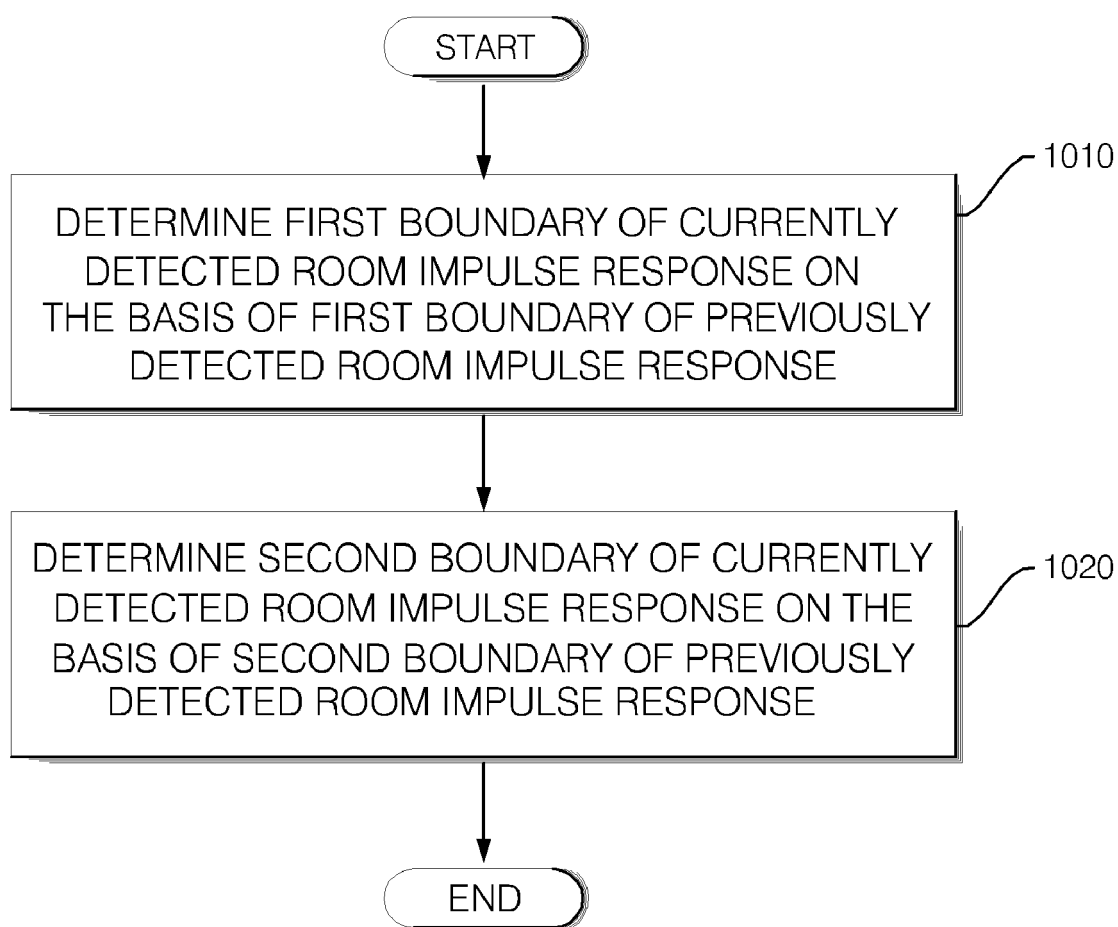 START
1010
DETERMINE FIRST BOUNDARY OF CURRENTLY
DETECTED ROOM IMPULSE RESPONSE ON
THE BASIS OF FIRST BOUNDARY OF PREVIOUSLY
DETECTED ROOM IMPULSE RESPONSE
DETERMINE SECOND BOUNDARY OF CURRENTLY
1020
DETECTED ROOM IMPULSE RESPONSE ON THE
BASIS OF SECOND BOUNDARY OF PREVIOUSLY
DETECTED ROOM IMPULSE RESPONSE
END